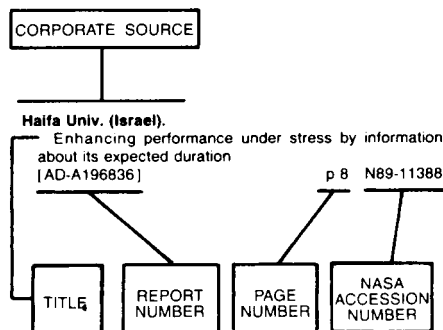 CORPORATE SOURCE
Haifa Univ. (Israel).
Enhancing performance under stress by information
about its expected duration
[AD-A196836] p 8 N89-11388
TITLE
REPORT
NUMBER
PAGE
NUMBER
NASA
ACCESSION
NUMBER